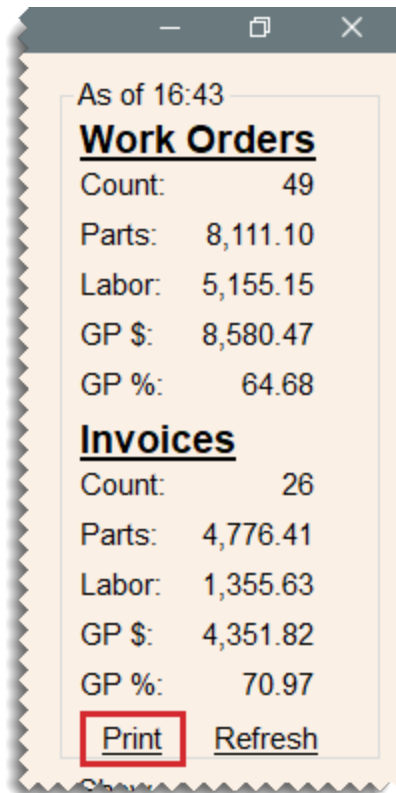 As of 16:43
Work Orders
Count: 49
Parts: 8,111.10
Labor: 5,155.15
GP $: 8,580.47
GP %: 64.68
Invoices
Count: 26
Parts: 4,776.41
Labor: 1,355.63
GP $: 4,351.82
GP %: 70.97
Print Refresh